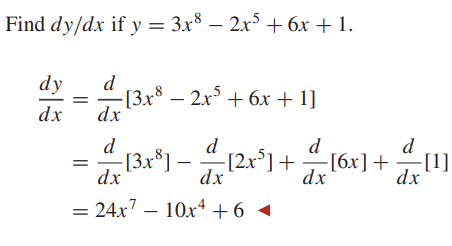 Find dy/dx if y = 3x⁸ − 2x⁵ + 6x + 1.
dy/dx = d/dx[3x⁸ − 2x⁵ + 6x + 1]
= d/dx[3x⁸] − d/dx[2x⁵] + d/dx[6x] + d/dx[1]
= 24x⁷ − 10x⁴ + 6 ◄